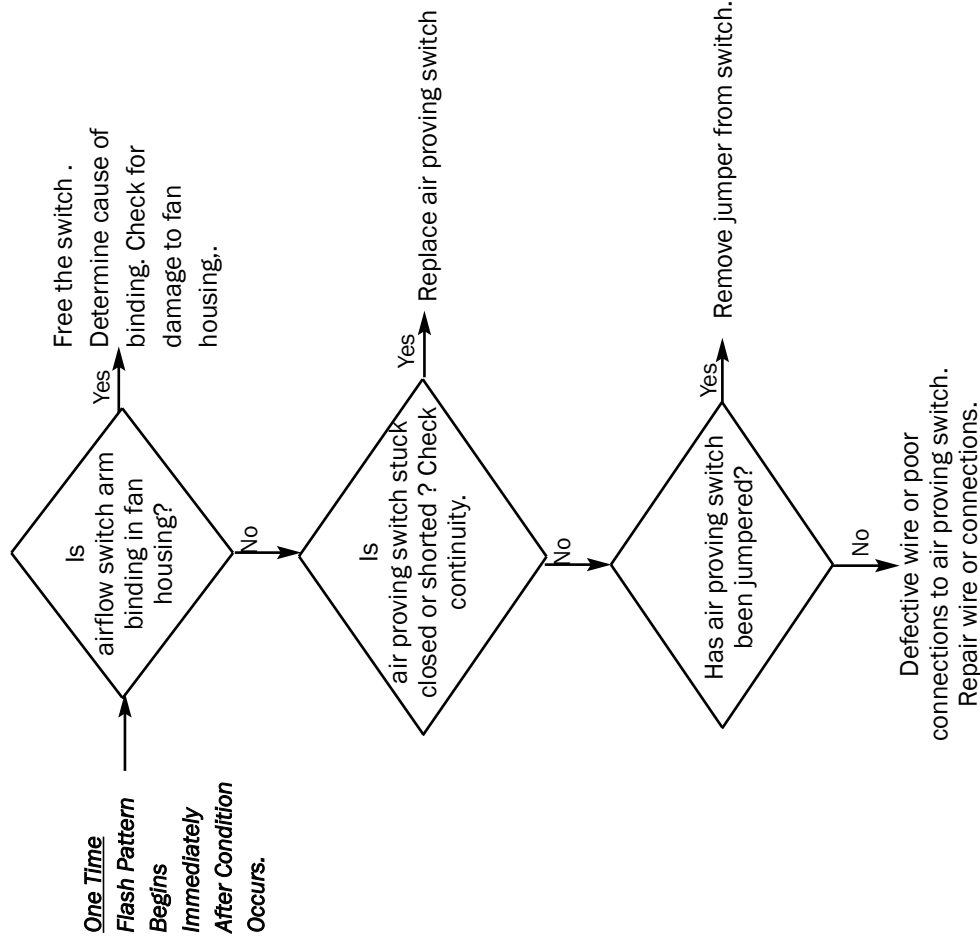 One Time
Flash Pattern
Begins
Immediately
After Condition
Occurs.
Is
airflow switch arm
binding in fan
housing?
Yes
Free the switch .
Determine cause of
binding. Check for
damage to fan
housing,.
No
Is
air proving switch stuck
closed or shorted ? Check
continuity.
Yes
Replace air proving switch
No
Has air proving switch
been jumpered?
Yes
Remove jumper from switch.
No
Defective wire or poor
connections to air proving switch.
Repair wire or connections.